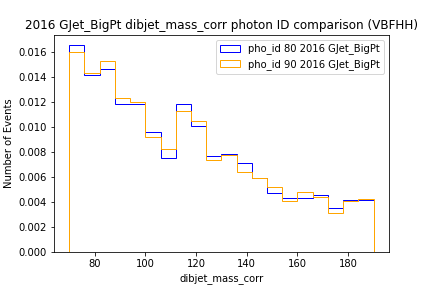 2016 GJet_BigPt dibjet_mass_corr photon ID comparison (VBFHH)
pho_id 80 2016 GJet_BigPt
pho_id 90 2016 GJet_BigPt
Number of Events
0.016
0.014
0.012
0.010
0.008
0.006
0.004
0.002
0.000
80 100 120 140 160 180
dibjet_mass_corr